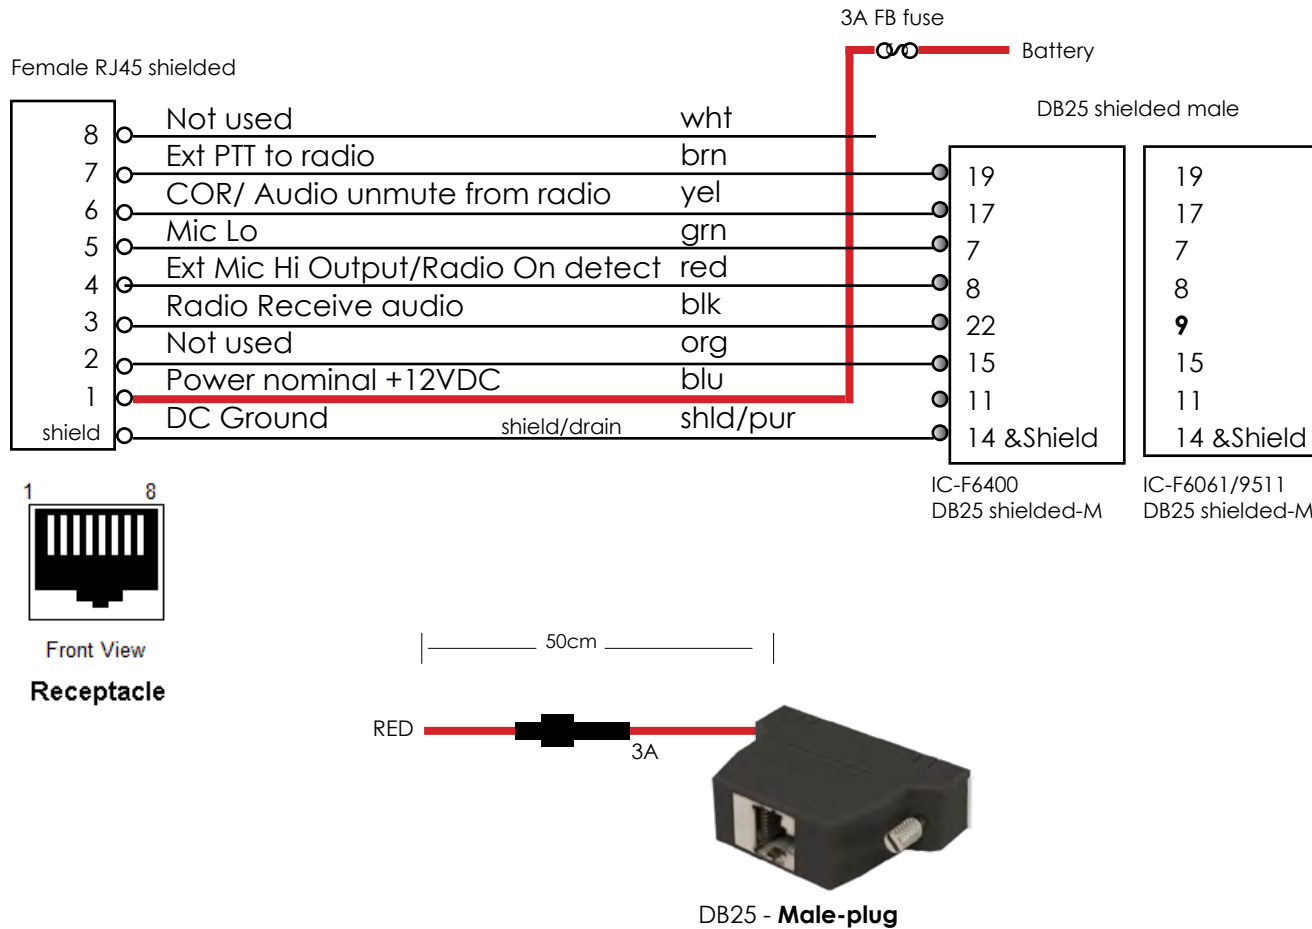 3A FB fuse
Battery
Female RJ45 shielded
DB25 shielded male
8 Not used wht
7 Ext PTT to radio brn 19 19
6 COR/ Audio unmute from radio yel 17 17
5 Mic Lo grn 7 7
4 Ext Mic Hi Output/Radio On detect red 8 8
3 Radio Receive audio blk 22 9
2 Not used org 15 15
1 Power nominal +12VDC blu 11 11
shield DC Ground shield/drain shld/pur 14 &Shield 14 &Shield
IC-F6400 IC-F6061/9511
DB25 shielded-M DB25 shielded-M
1 8
Front View
Receptacle
50cm
RED
3A
DB25 - Male-plug